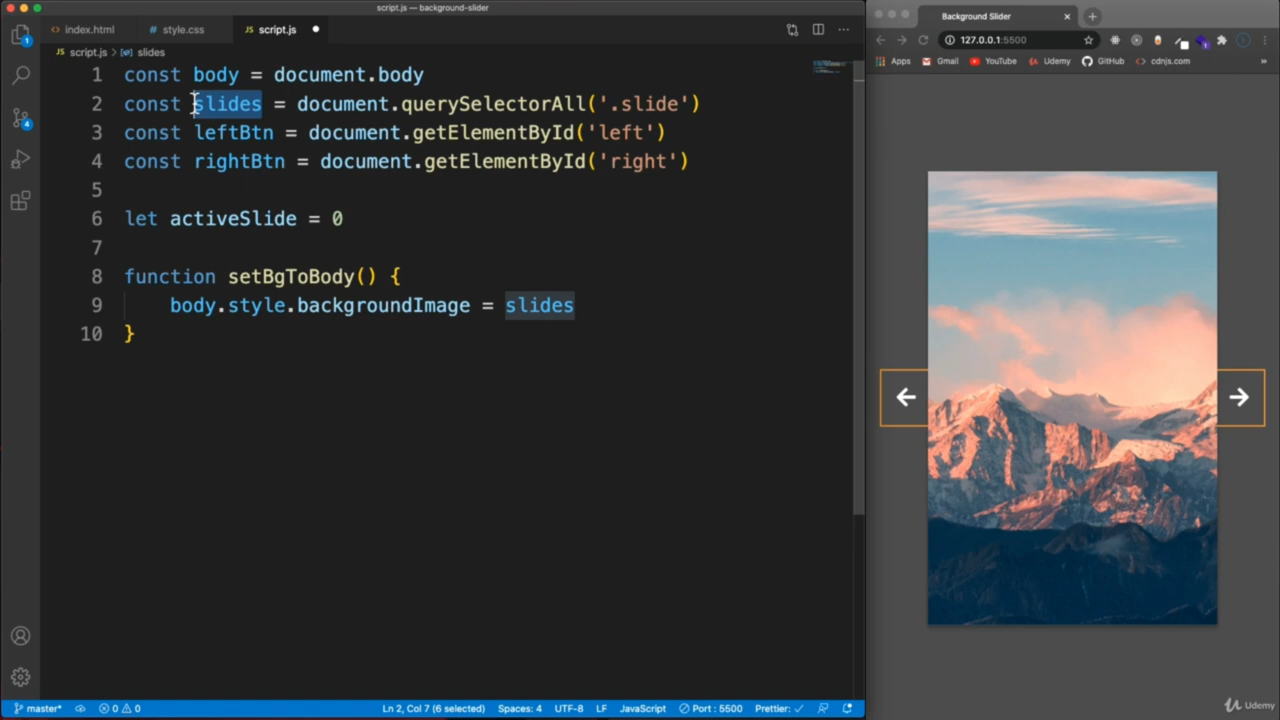 script.js — background-slider
index.html
style.css
JS script.js
JS script.js > slides
1 const body = document.body
2 const slides = document.querySelectorAll('.slide')
3 const leftBtn = document.getElementById('left')
4 const rightBtn = document.getElementById('right')
5
6 let activeSlide = 0
7
8 function setBgToBody() {
9 body.style.backgroundImage = slides
10 }
1
4
master* 0 0 Ln 2, Col 7 (6 selected) Spaces: 4 UTF-8 LF JavaScript Port : 5500 Prettier: ✓
Background Slider
127.0.0.1:5500
Apps Gmail YouTube Udemy GitHub cdnjs.com »
Udemy